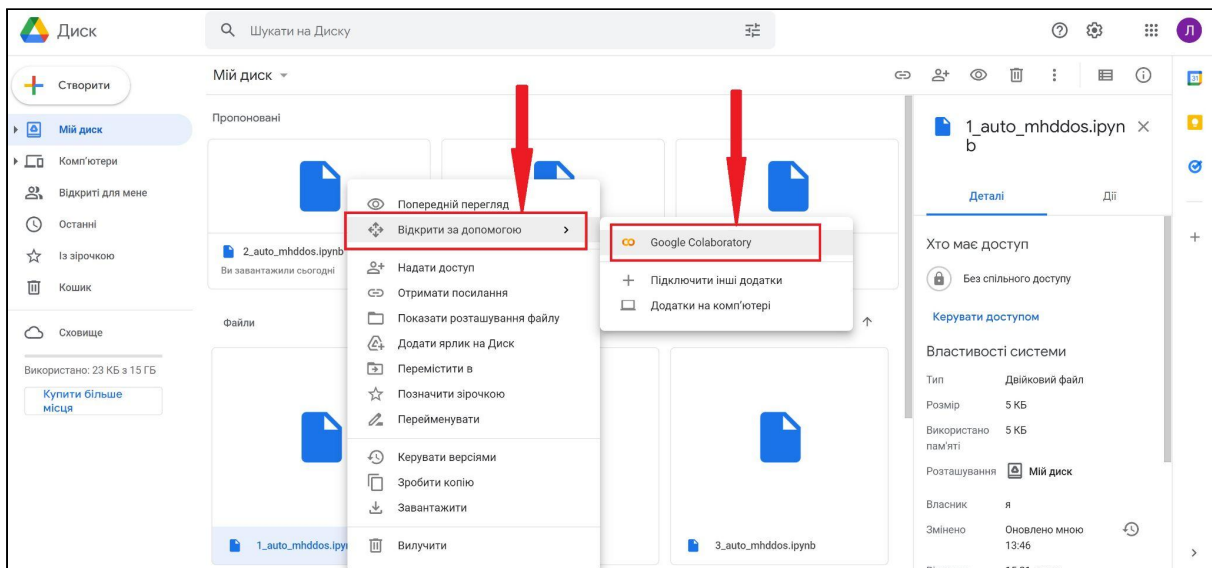 Диск
Шукати на Диску
Л
Створити
Мій диск
Комп'ютери
Відкриті для мене
Останні
Із зірочкою
Кошик
Сховище
Використано: 23 КБ з 15 ГБ
Купити більше
місця
Мій диск
Пропоновані
2_auto_mhddos.ipynb
Ви завантажили сьогодні
Файли
1_auto_mhddos.ipy
3_auto_mhddos.ipynb
Попередній перегляд
Відкрити за допомогою
Надати доступ
Отримати посилання
Показати розташування файлу
Додати ярлик на Диск
Перемістити в
Позначити зірочкою
Перейменувати
Керувати версіями
Зробити копію
Завантажити
Вилучити
Google Colaboratory
Підключити інші додатки
Додатки на комп'ютері
1_auto_mhddos.ipyn
b
Деталі Дії
Хто має доступ
Без спільного доступу
Керувати доступом
Властивості системи
Тип Двійковий файл
Розмір 5 КБ
Використано 5 КБ
пам'яті
Розташування Мій диск
Власник я
Змінено Оновлено мною
13:46
31